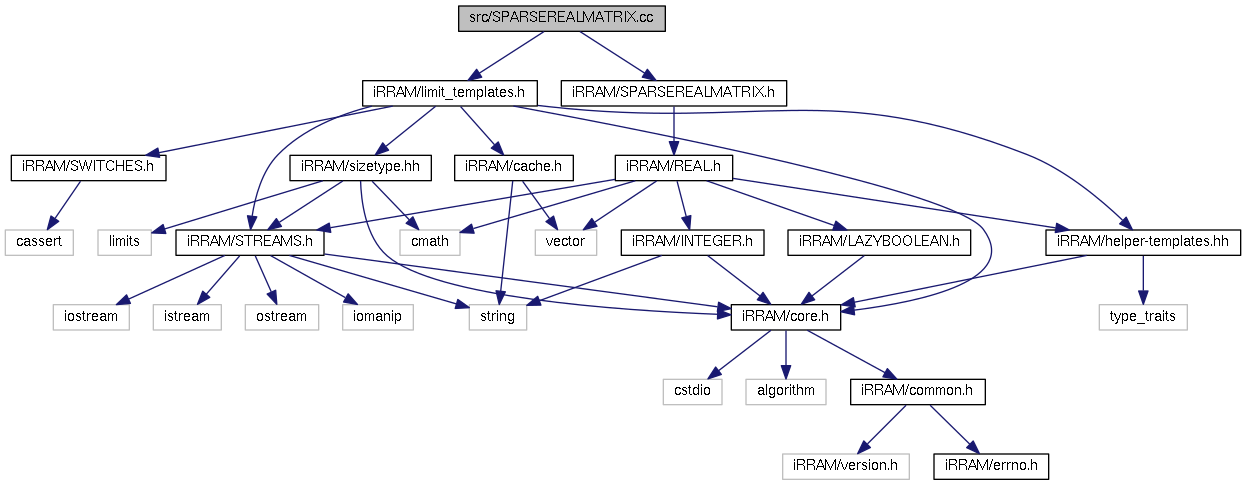 src/SPARSEREALMATRIX.cc
iRRAM/limit_templates.h
iRRAM/SPARSEREALMATRIX.h
iRRAM/SWITCHES.h
iRRAM/sizetype.hh
iRRAM/cache.h
iRRAM/REAL.h
cassert
limits
iRRAM/STREAMS.h
cmath
vector
iRRAM/INTEGER.h
iRRAM/LAZYBOOLEAN.h
iRRAM/helper-templates.hh
iostream
istream
ostream
iomanip
string
iRRAM/core.h
type_traits
cstdio
algorithm
iRRAM/common.h
iRRAM/version.h
iRRAM/errno.h